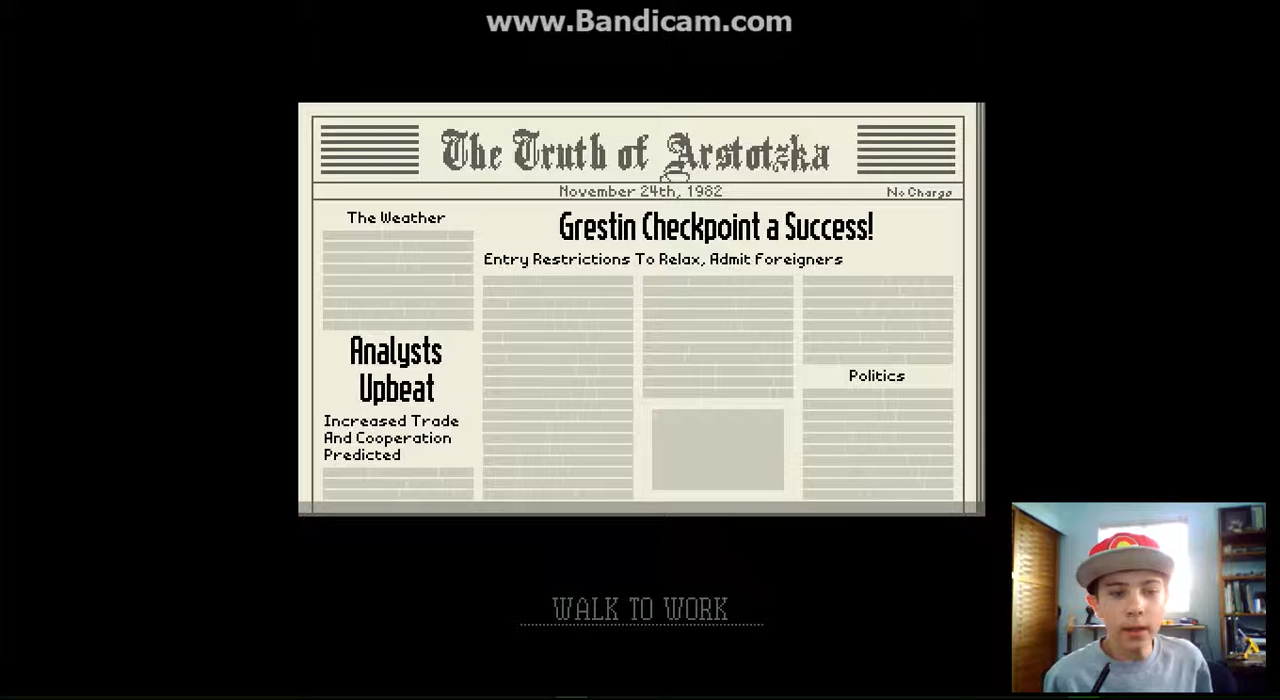 www.Bandicam.com
The Truth of Arstotzka
November 24th, 1982
No Charge
The Weather
Grestin Checkpoint a Success!
Entry Restrictions To Relax, Admit Foreigners
Analysts
Upbeat
Increased Trade
And Cooperation
Predicted
Politics
WALK TO WORK